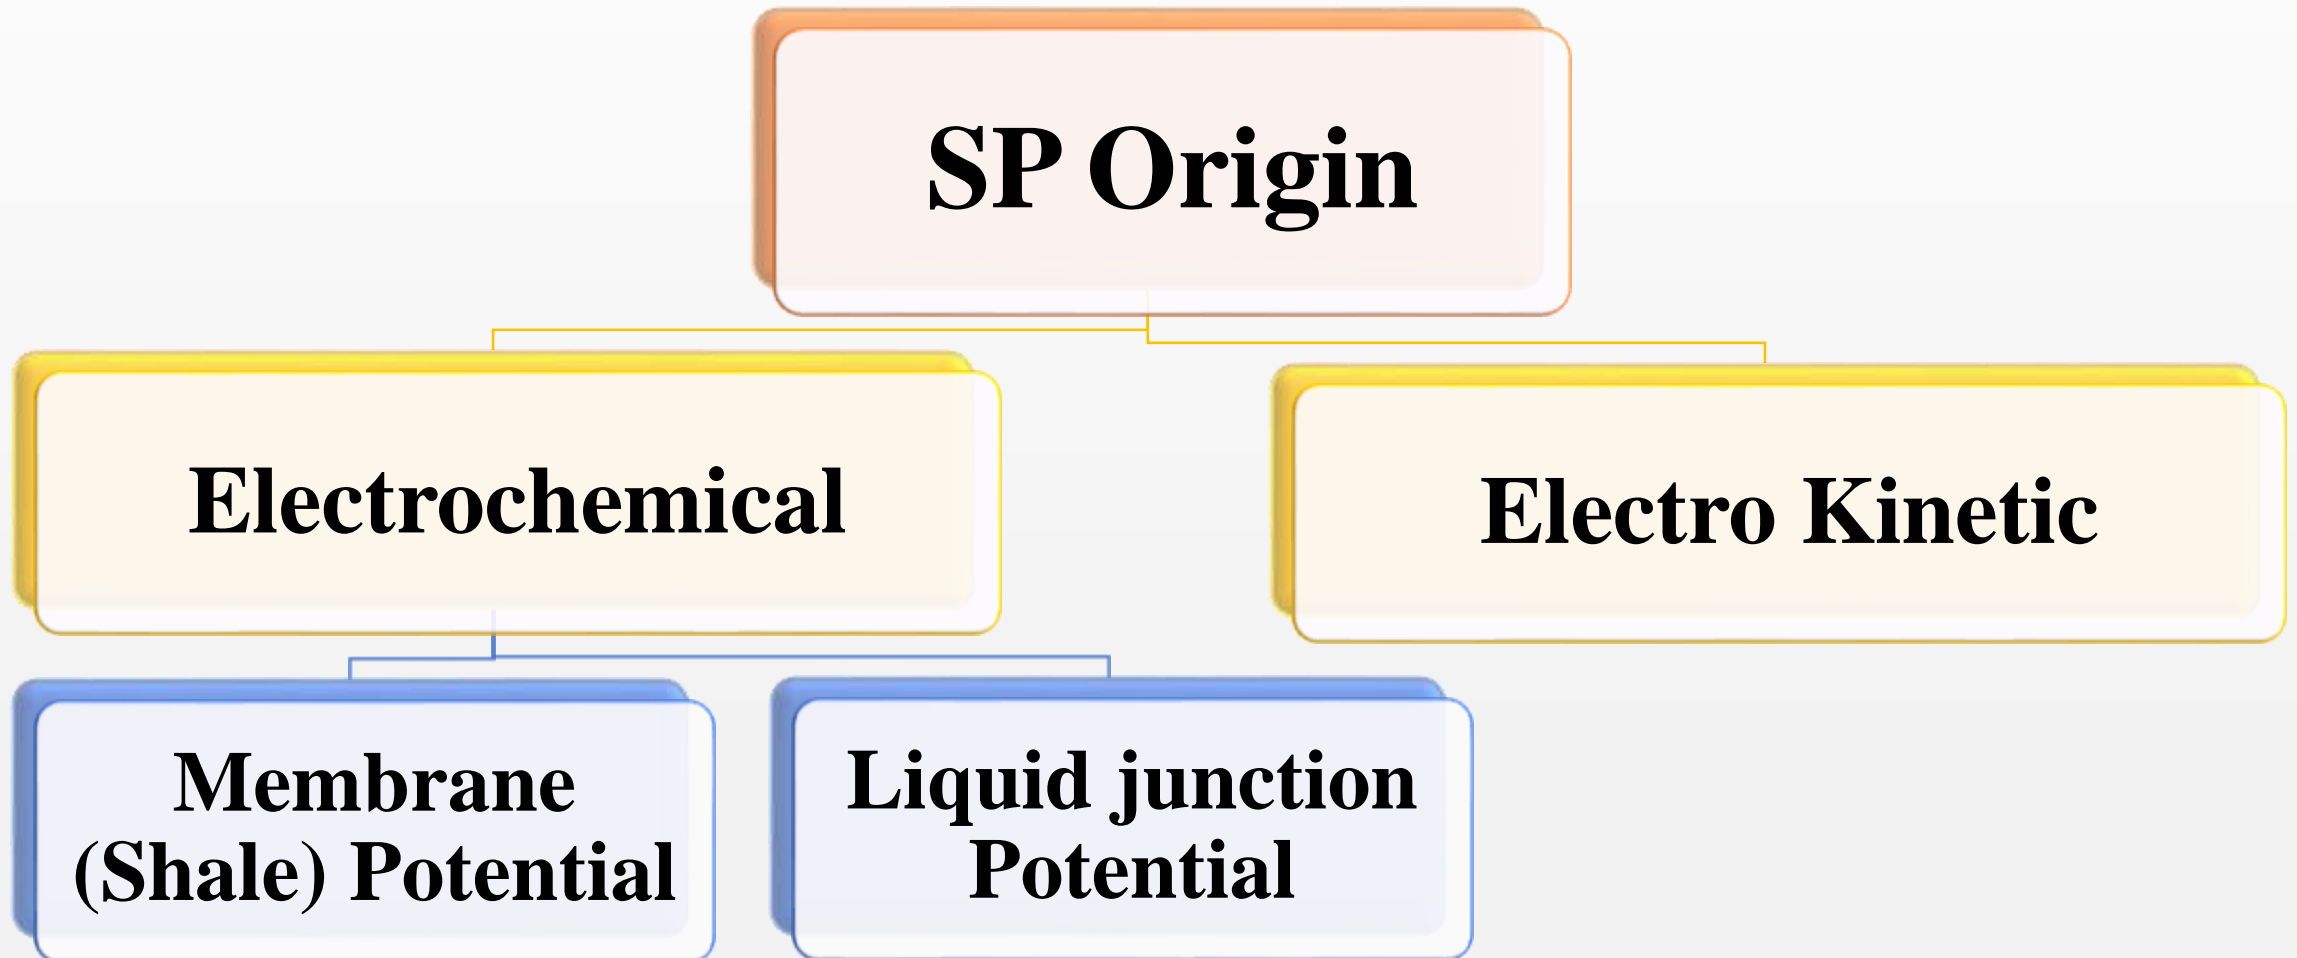 SP Origin
Electrochemical
Electro Kinetic
Membrane
(Shale) Potential
Liquid junction
Potential